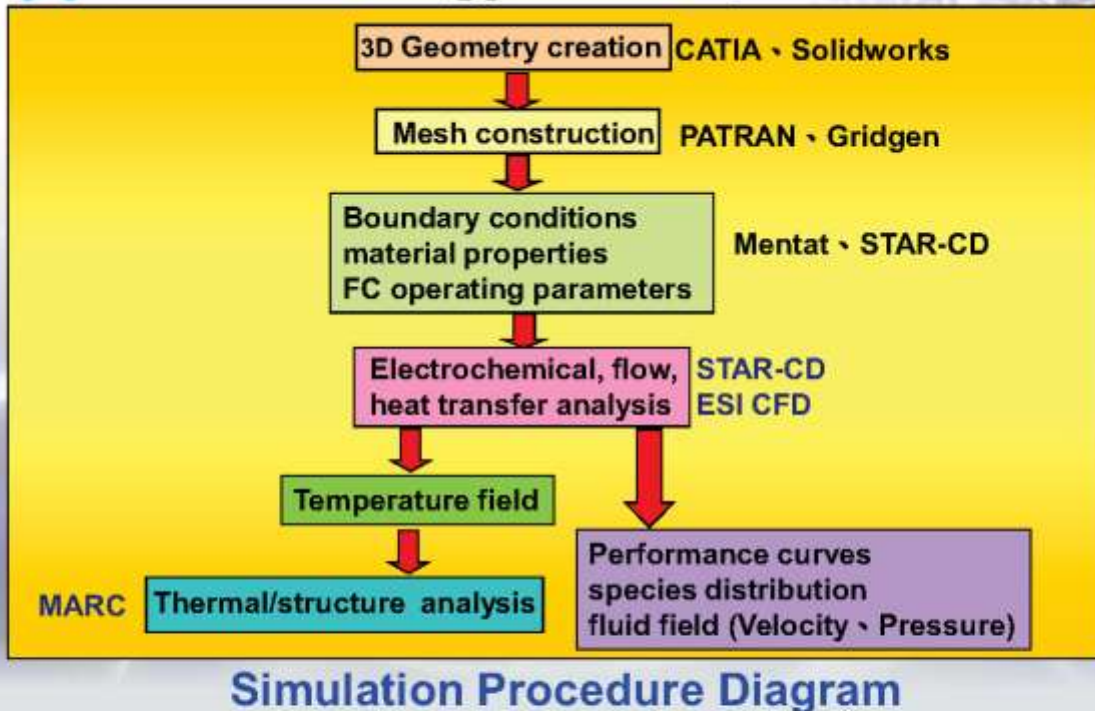 3D Geometry creation CATIA、Solidworks
Mesh construction PATRAN、Gridgen
Boundary conditions
material properties
FC operating parameters
Mentat、STAR-CD
Electrochemical, flow,
heat transfer analysis
STAR-CD
ESI CFD
Temperature field
MARC Thermal/structure analysis
Performance curves
species distribution
fluid field (Velocity、Pressure)
Simulation Procedure Diagram